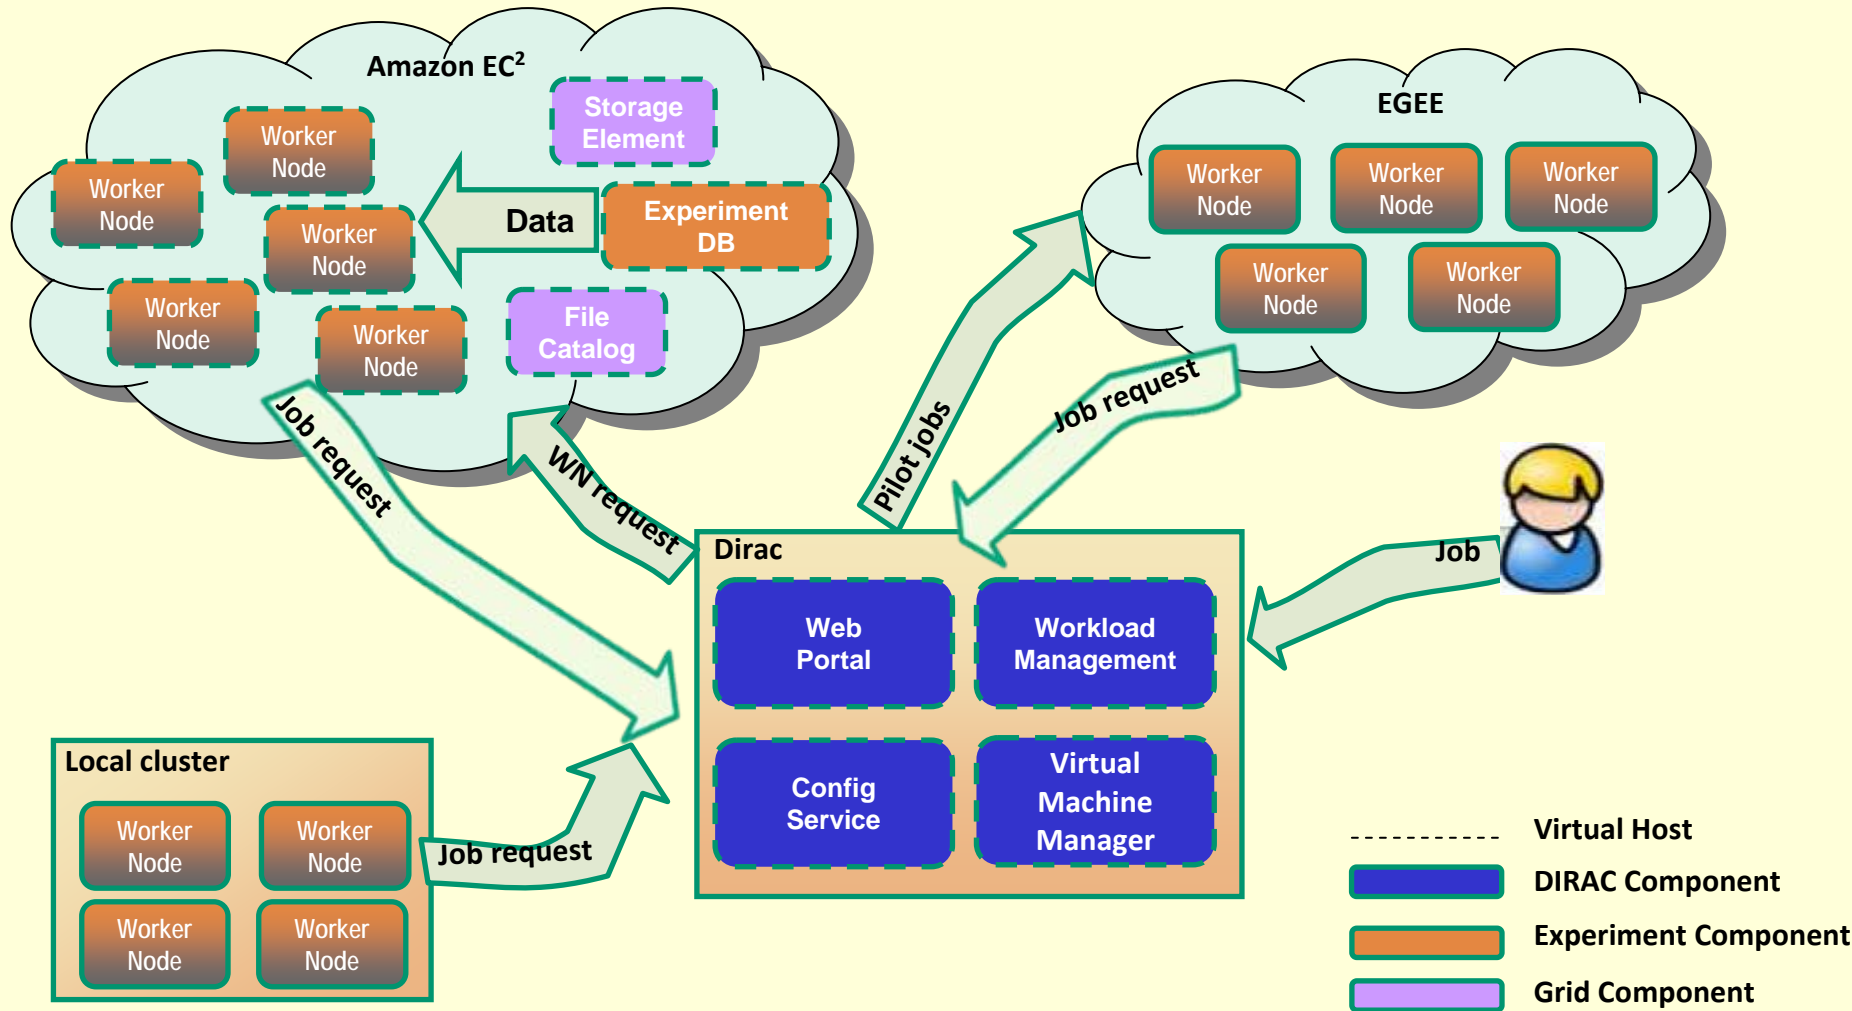 Amazon EC²
Storage
Element
Worker
Node
Worker
Node
Worker
Node
Worker
Node
Worker
Node
Data
Experiment
DB
File
Catalog
EGEE
Worker
Node
Worker
Node
Worker
Node
Worker
Node
Worker
Node
Job request
WN request
Pilot jobs
Job request
Job
Dirac
Web
Portal
Workload
Management
Config
Service
Virtual
Machine
Manager
Local cluster
Worker
Node
Worker
Node
Worker
Node
Worker
Node
Job request
Virtual Host
DIRAC Component
Experiment Component
Grid Component